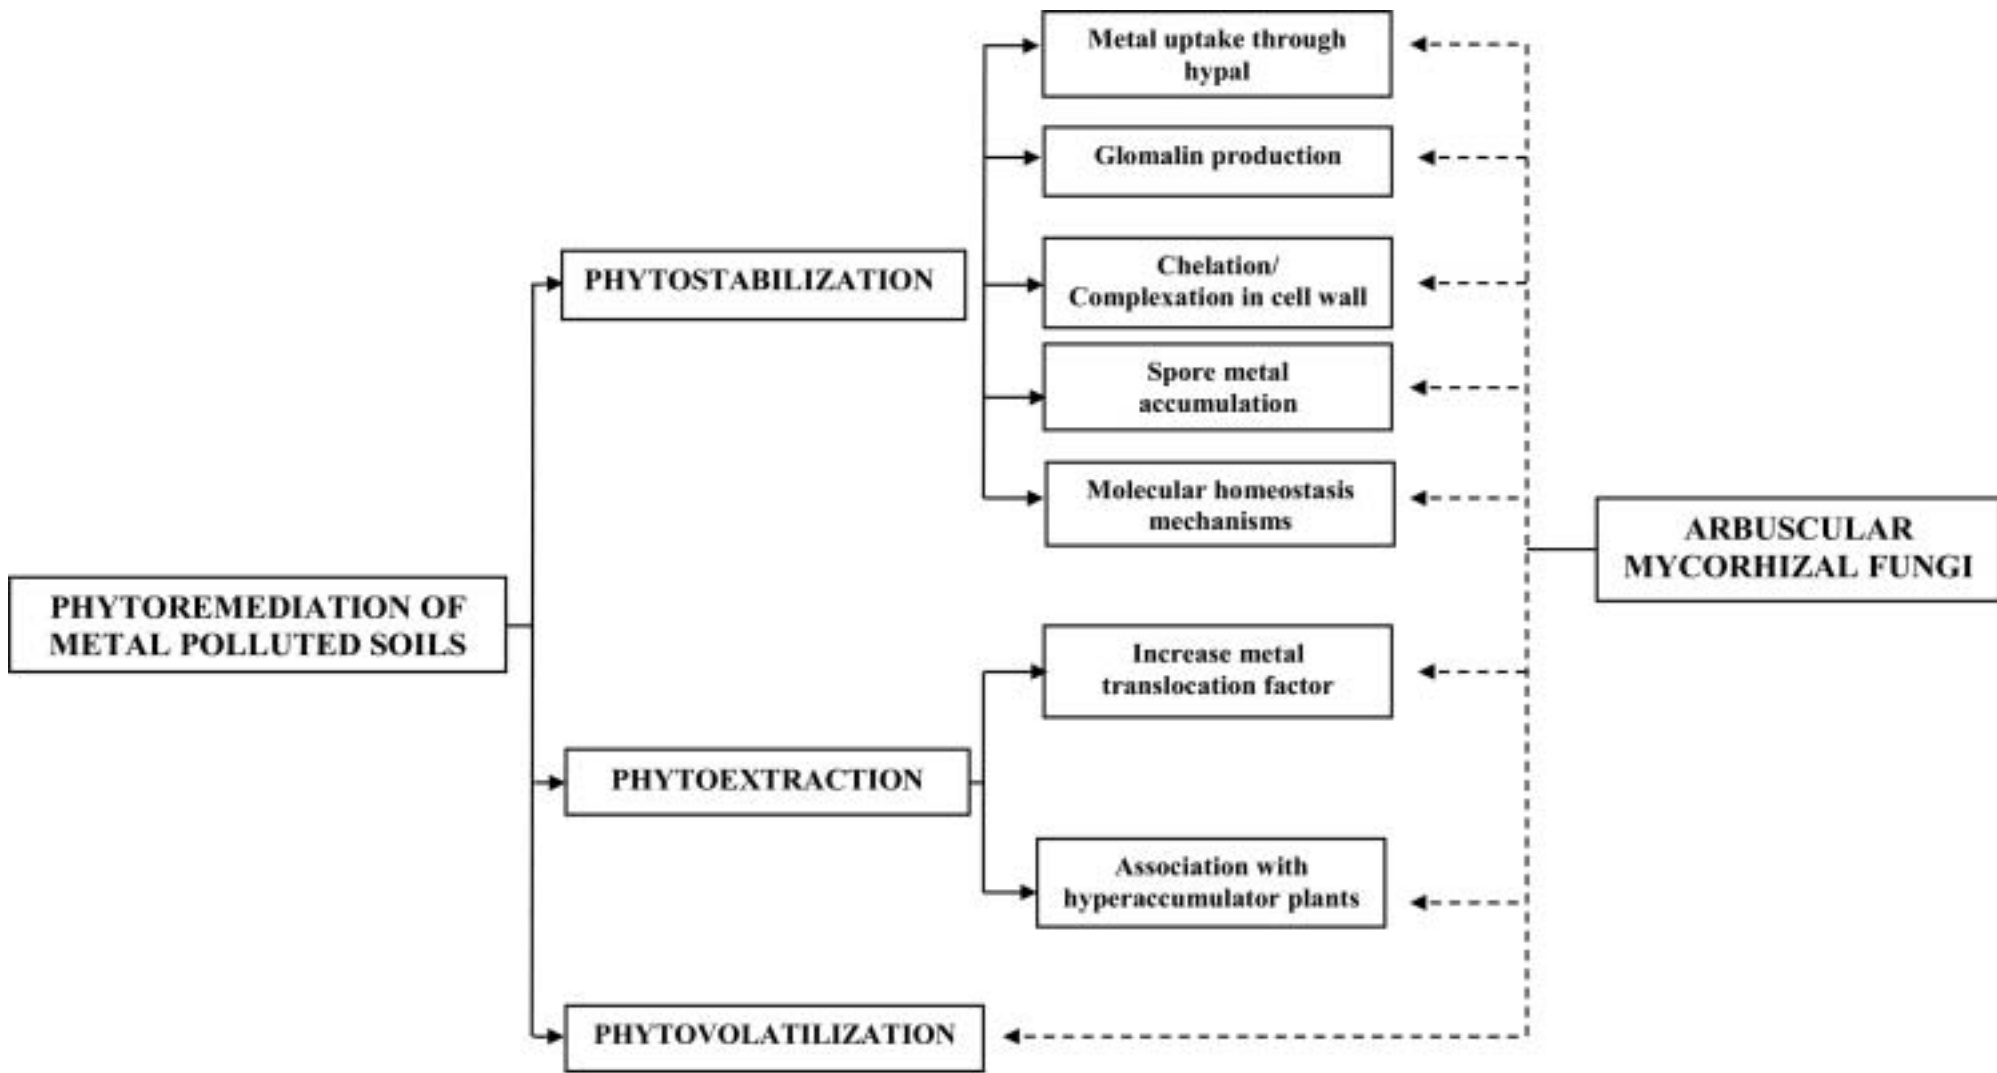 Metal uptake through
hypal
Glomalin production
Chelation/
Complexation in cell wall
PHYTOSTABILIZATION
Spore metal
accumulation
Molecular homeostasis
mechanisms
ARBUSCULAR
MYCORHIZAL FUNGI
PHYTOREMEDIATION OF
METAL POLLUTED SOILS
Increase metal
translocation factor
PHYTOEXTRACTION
Association with
hyperaccumulator plants
PHYTOVOLATILIZATION